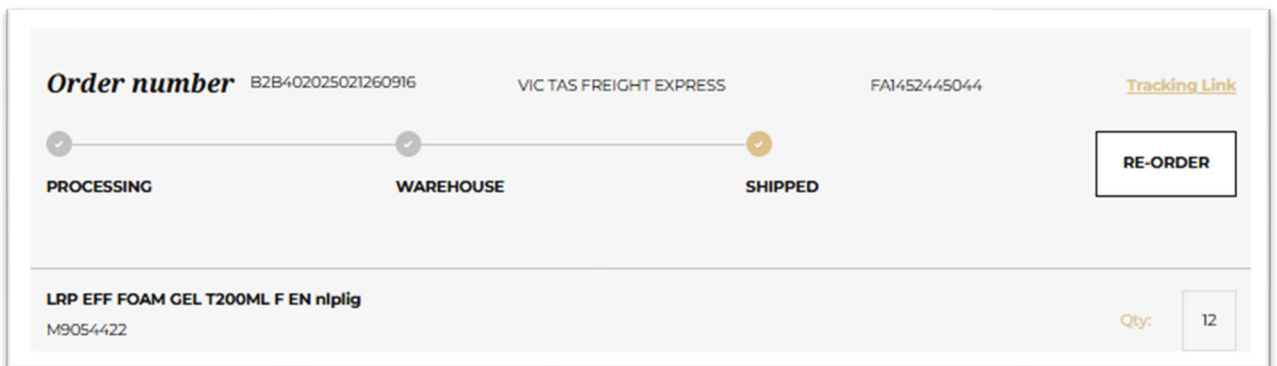 Order number B2B402025021260916 VIC TAS FREIGHT EXPRESS FA1452445044 Tracking Link
RE-ORDER
PROCESSING WAREHOUSE SHIPPED
LRP EFF FOAM GEL T200ML F EN nlplig
M9054422
Qty: 12